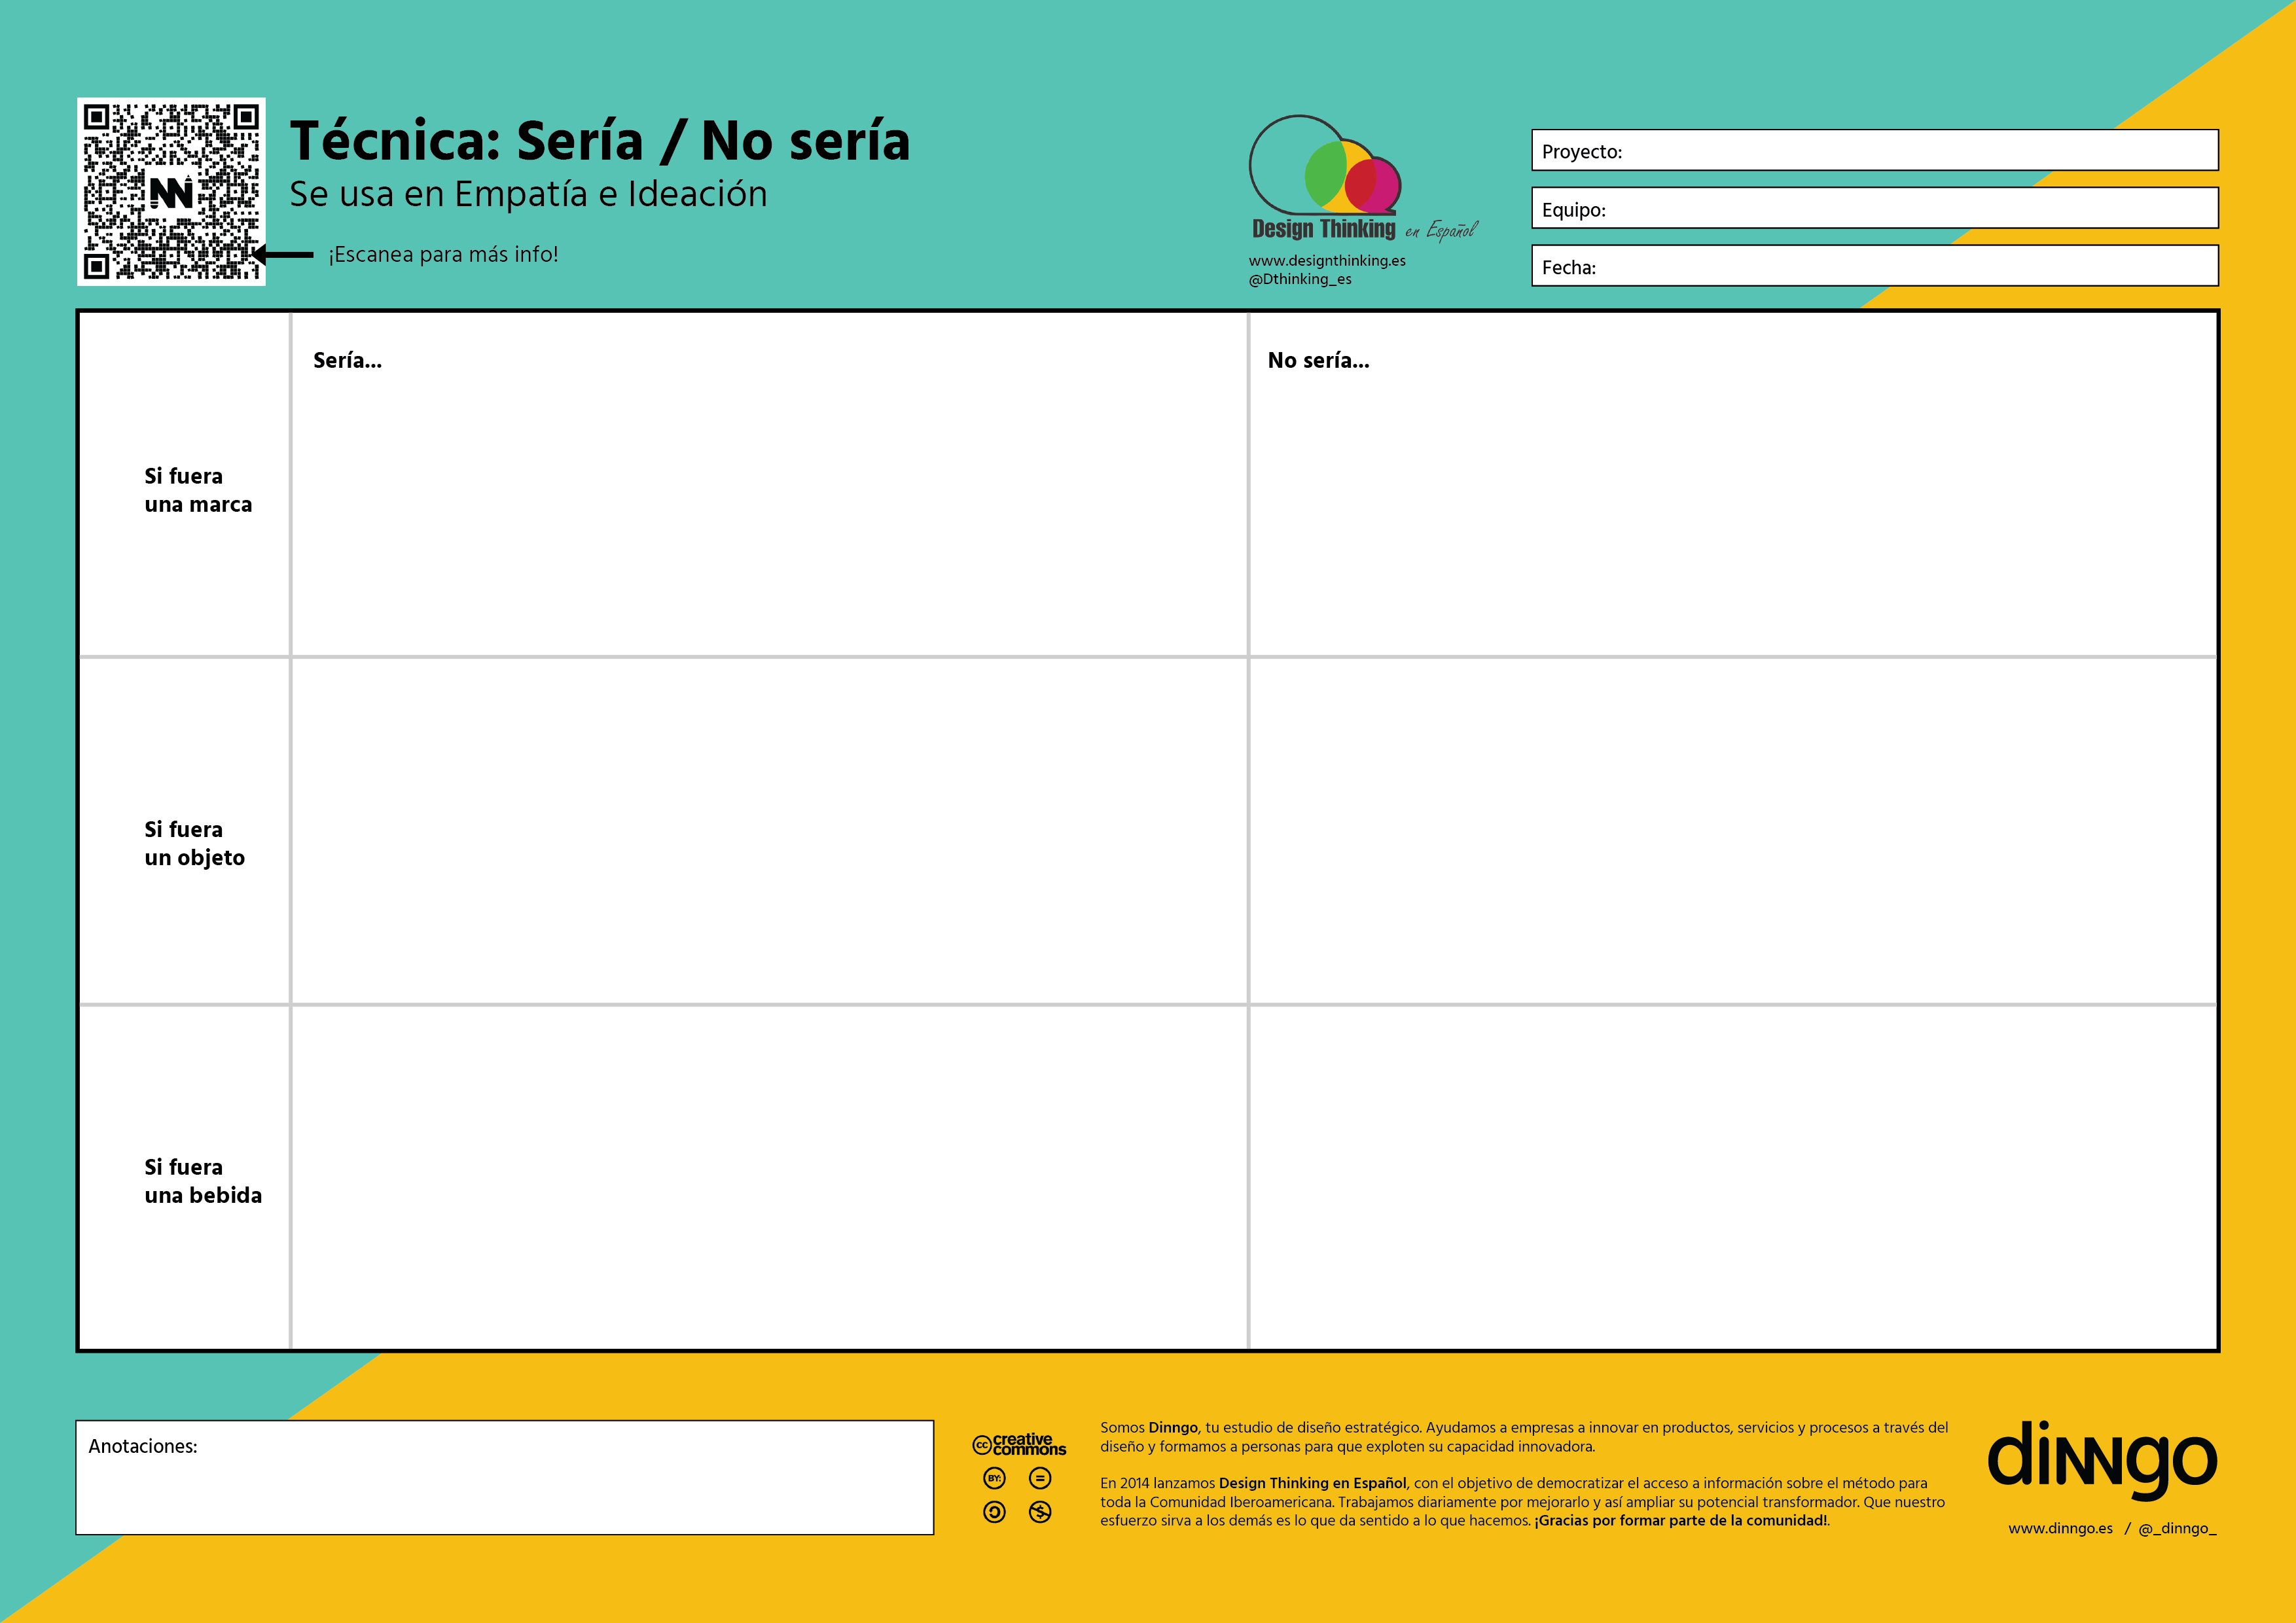 Técnica: Sería / No sería
Se usa en Empatía e Ideación
¡Escanea para más info!
Design Thinking en Español
www.designthinking.es
@Dthinking_es
Proyecto:
Equipo:
Fecha:
Sería...
No sería...
Si fuera
una marca
Si fuera
un objeto
Si fuera
una bebida
Anotaciones:
cc creative
commons
BY:
Somos Dinngo, tu estudio de diseño estratégico. Ayudamos a empresas a innovar en productos, servicios y procesos a través del
diseño y formamos a personas para que exploten su capacidad innovadora.
En 2014 lanzamos Design Thinking en Español, con el objetivo de democratizar el acceso a información sobre el método para
toda la Comunidad Iberoamericana. Trabajamos diariamente por mejorarlo y así ampliar su potencial transformador. Que nuestro
esfuerzo sirva a los demás es lo que da sentido a lo que hacemos. ¡Gracias por formar parte de la comunidad!.
dinngo
www.dinngo.es / @_dinngo_